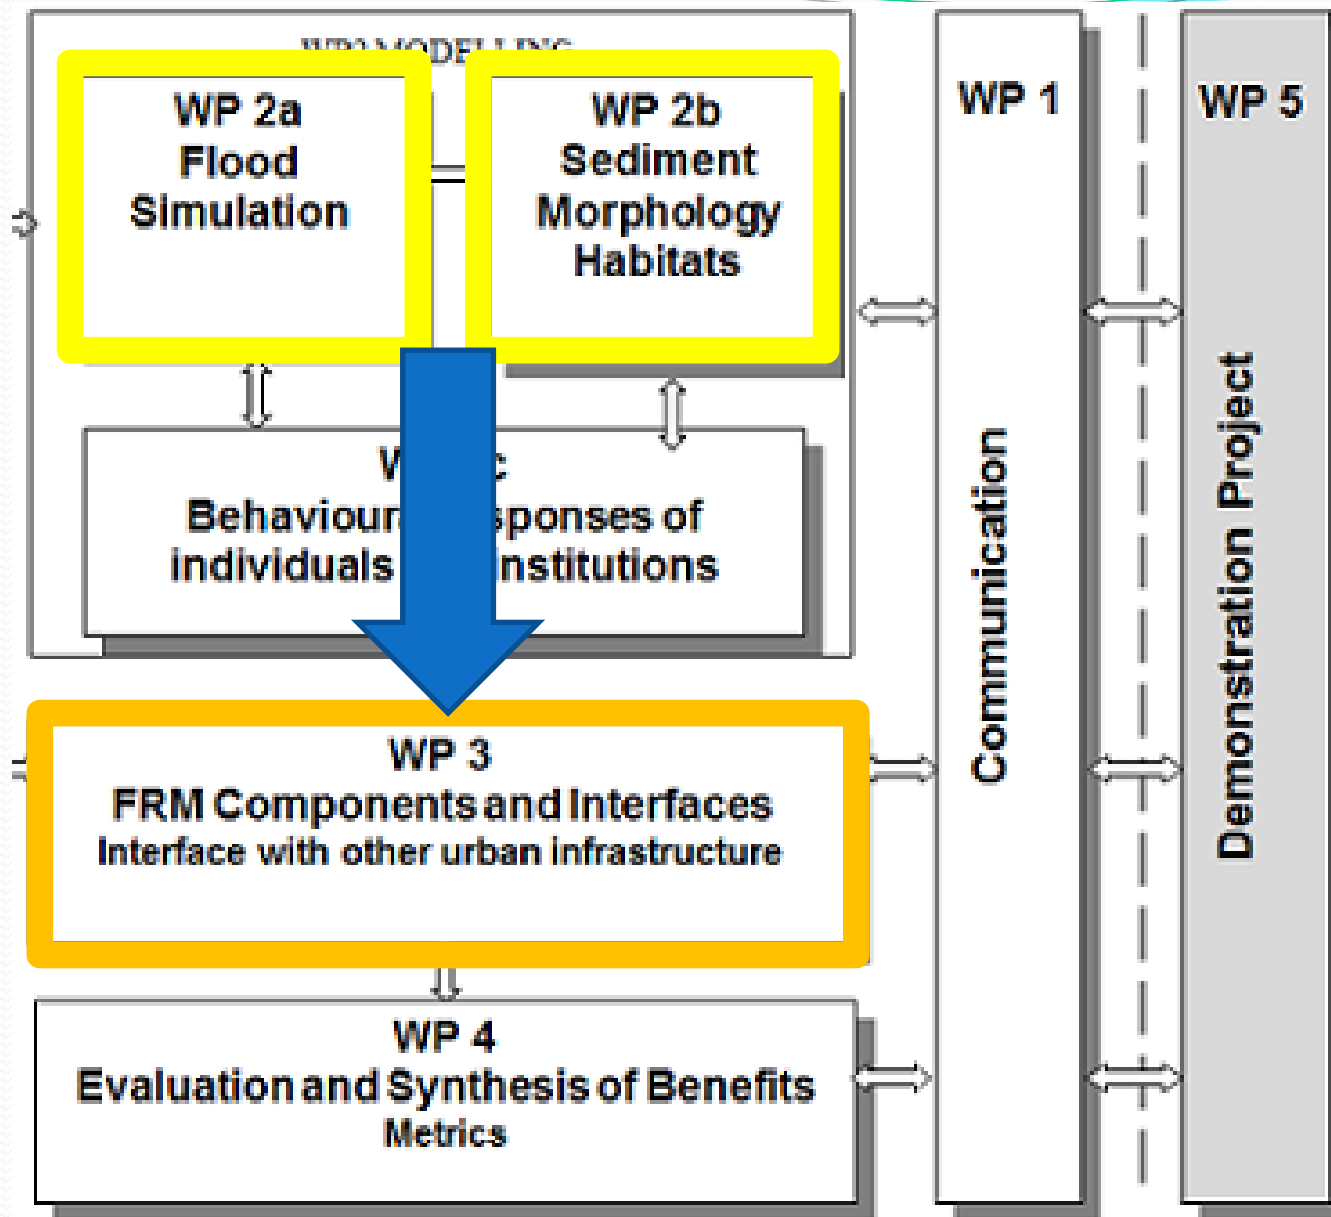 WP2 MODELLING
WP 2a
Flood
Simulation
WP 2b
Sediment
Morphology
Habitats
individuals
institutions
of
WP 3
FRM Components and Interfaces
Interface with other urban infrastructure
WP 4
Evaluation and Synthesis of Benefits
Metrics
WP 1
Communication
WP 5
Demonstration Project